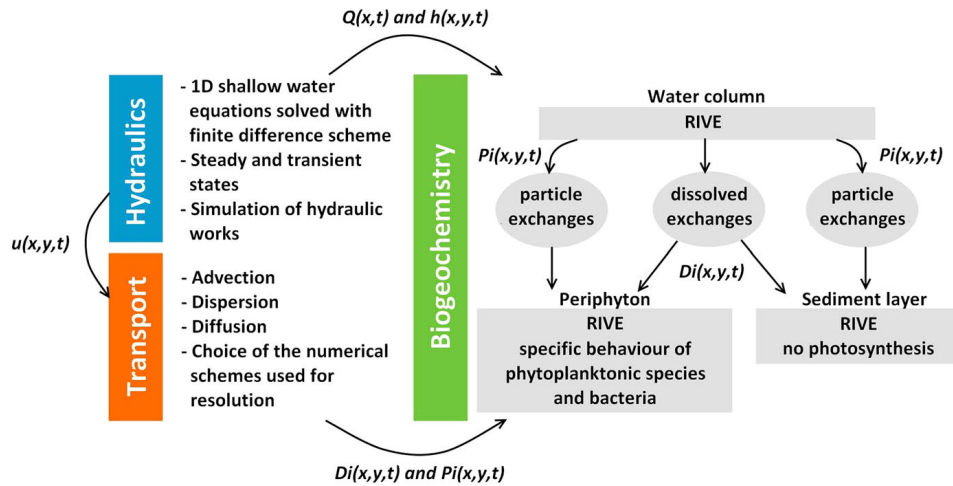 Q(x,t) and h(x,y,t)
Hydraulics
- 1D shallow water
equations solved with
finite difference scheme
- Steady and transient
states
- Simulation of hydraulic
works
u(x,y,t)
Transport
- Advection
- Dispersion
- Diffusion
- Choice of the numerical
schemes used for
resolution
Di(x,y,t) and Pi(x,y,t)
Biogeochemistry
Water column
RIVE
Pi(x,y,t)
Pi(x,y,t)
particle
exchanges
dissolved
exchanges
particle
exchanges
Di(x,y,t)
Periphyton
RIVE
specific behaviour of
phytoplanktonic species
and bacteria
Sediment layer
RIVE
no photosynthesis